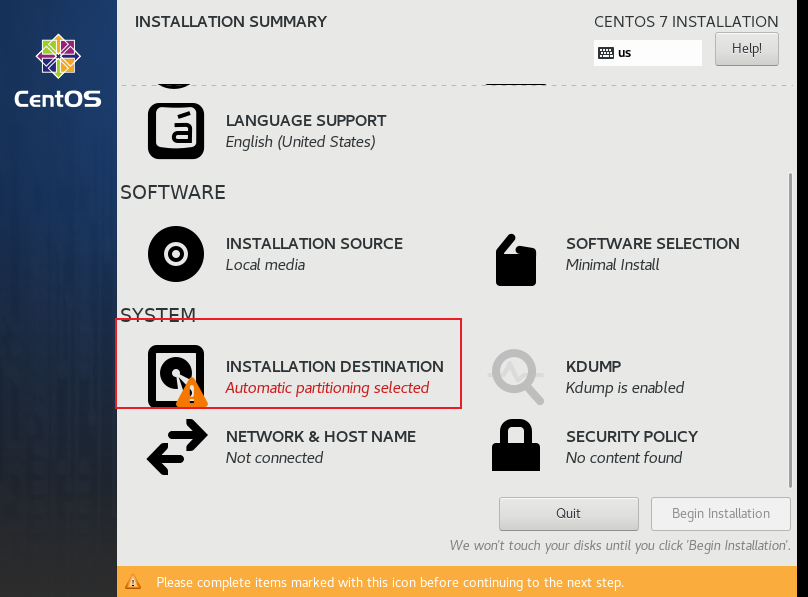 INSTALLATION SUMMARY
CENTOS 7 INSTALLATION
us
Help!
CentOS
LANGUAGE SUPPORT
English (United States)
SOFTWARE
INSTALLATION SOURCE
Local media
SOFTWARE SELECTION
Minimal Install
SYSTEM
INSTALLATION DESTINATION
Automatic partitioning selected
KDUMP
Kdump is enabled
NETWORK & HOST NAME
Not connected
SECURITY POLICY
No content found
Quit
Begin Installation
We won't touch your disks until you click 'Begin Installation'.
Please complete items marked with this icon before continuing to the next step.